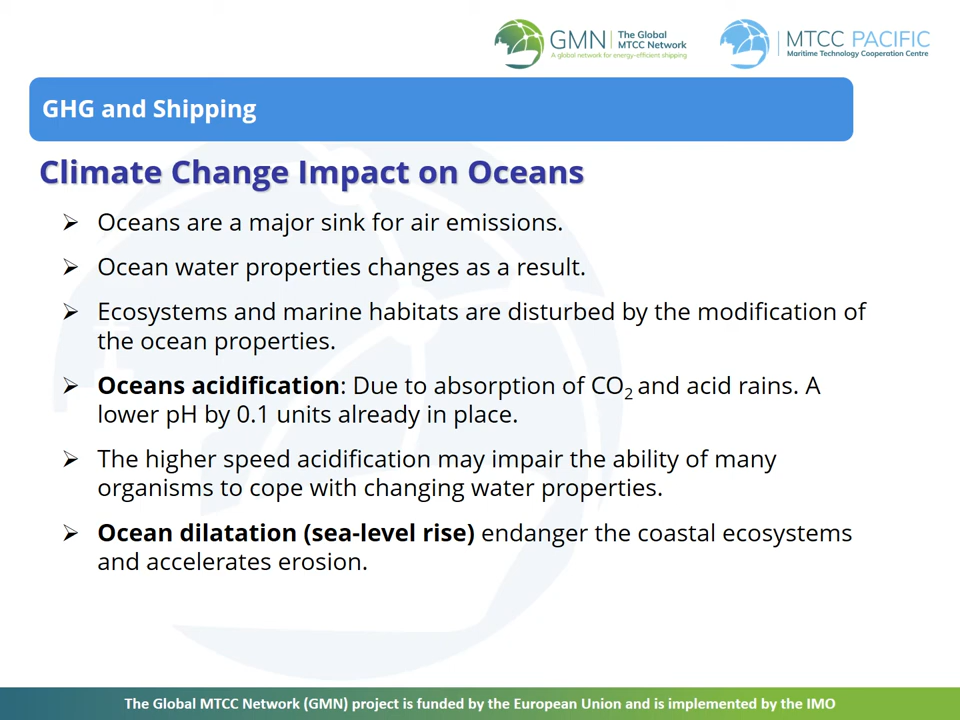 GMN The Global
MTCC Network
A global network for energy-efficient shipping
MTCC PACIFIC
Maritime Technology Cooperation Centre
GHG and Shipping
Climate Change Impact on Oceans
➢ Oceans are a major sink for air emissions.
➢ Ocean water properties changes as a result.
➢ Ecosystems and marine habitats are disturbed by the modification of
the ocean properties.
➢ Oceans acidification: Due to absorption of CO₂ and acid rains. A
lower pH by 0.1 units already in place.
➢ The higher speed acidification may impair the ability of many
organisms to cope with changing water properties.
➢ Ocean dilatation (sea-level rise) endanger the coastal ecosystems
and accelerates erosion.
The Global MTCC Network (GMN) project is funded by the European Union and is implemented by the IMO